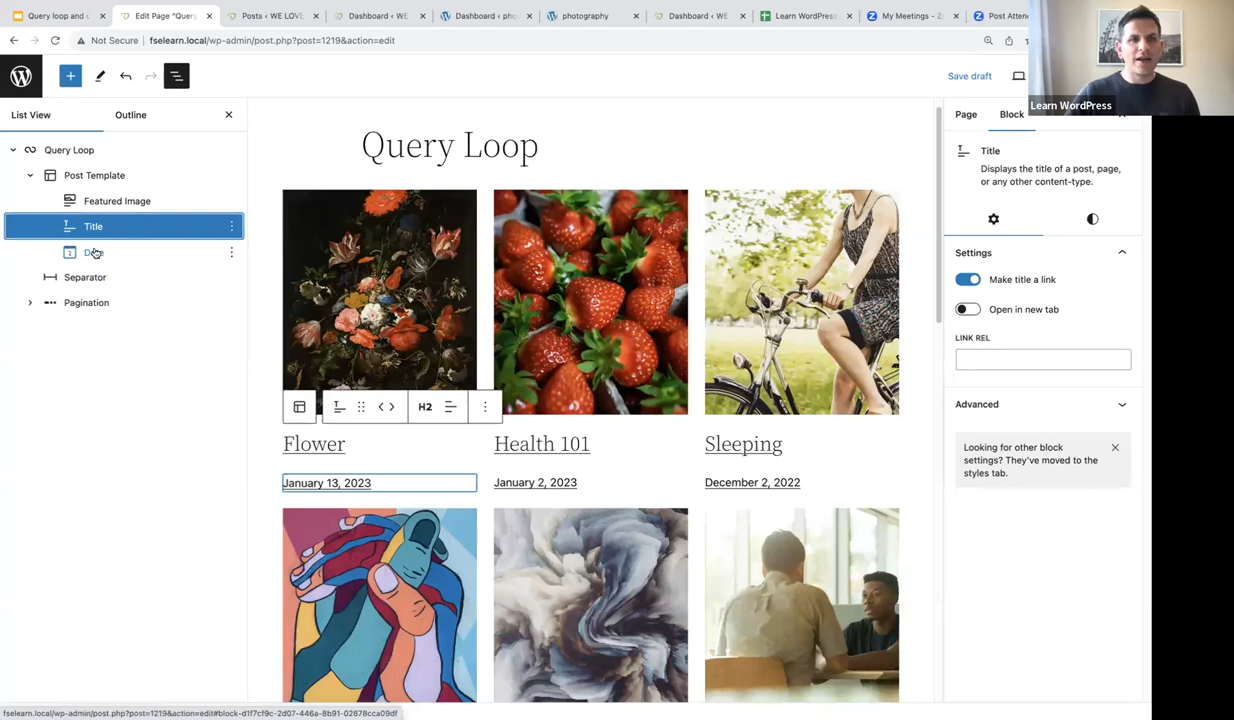 Query loop and c
Edit Page "Quer
Posts ‹ WE LOVE
Dashboard ‹ WE
Dashboard ‹ pho
photography
Dashboard ‹ WE
Learn WordPress
My Meetings - Z
Post Atten
Not Secure
fselearn.local/wp-admin/post.php?post=1219&action=edit
Save draft
Learn WordPress
List View
Outline
Query Loop
Post Template
Featured Image
Title
Separator
Pagination
Query Loop
H2
Flower
Health 101
Sleeping
January 13, 2023
January 2, 2023
December 2, 2022
Page
Block
Title
Displays the title of a post, page,
or any other content-type.
Settings
Make title a link
Open in new tab
LINK REL
Advanced
Looking for other block
settings? They've moved to the
styles tab.
fselearn.local/wp-admin/post.php?post=1219&action=edit#block-d1f7cf9c-2d07-446a-8b91-02878cca09df